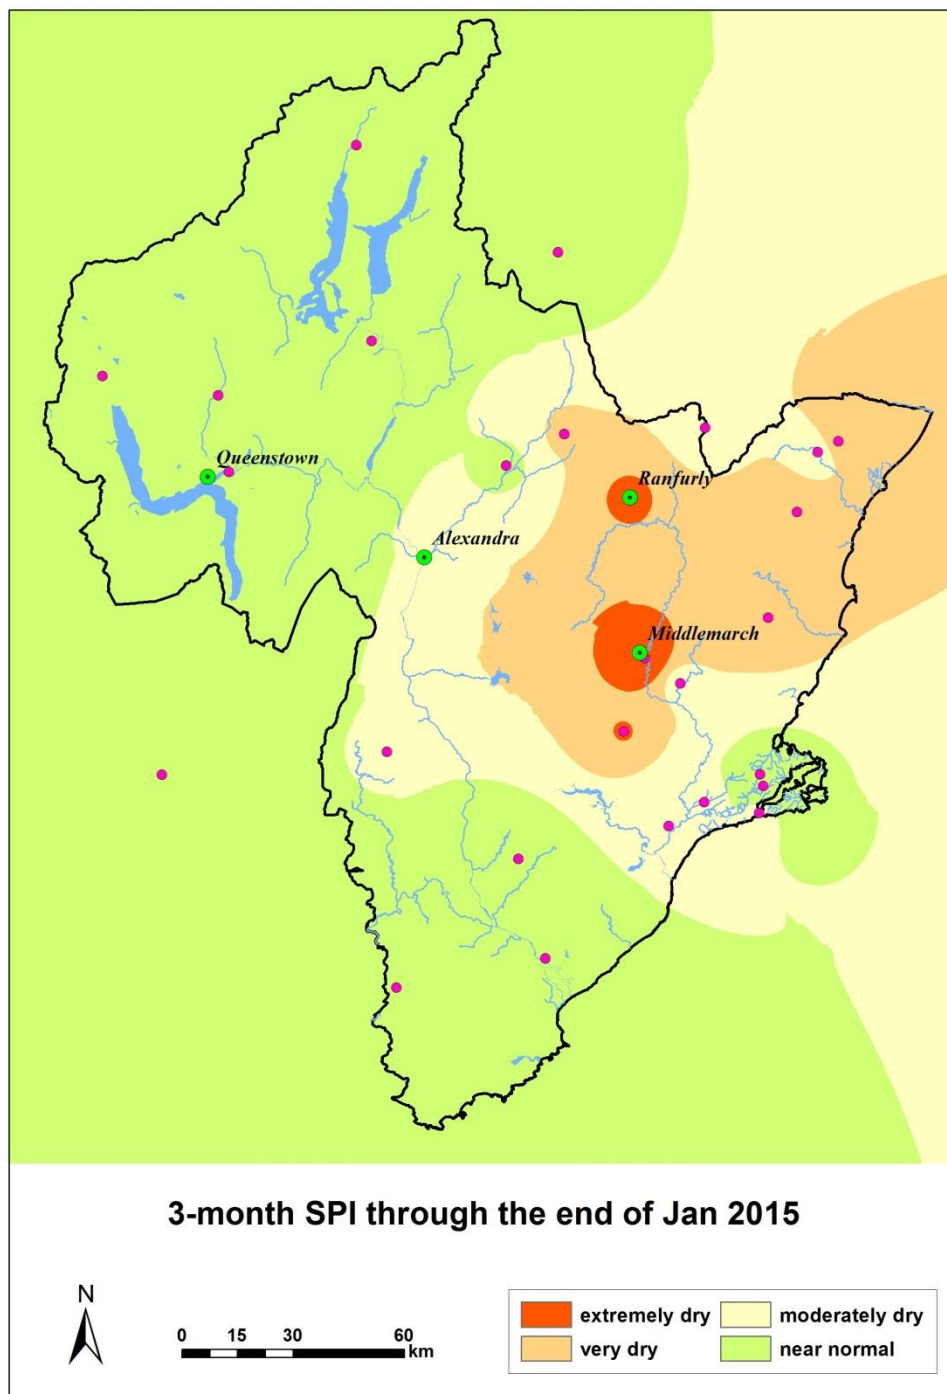 Queenstown
Ranfurly
Alexandra
Middlemarch
3-month SPI through the end of Jan 2015
N
0 15 30 60
km
extremely dry
moderately dry
very dry
near normal